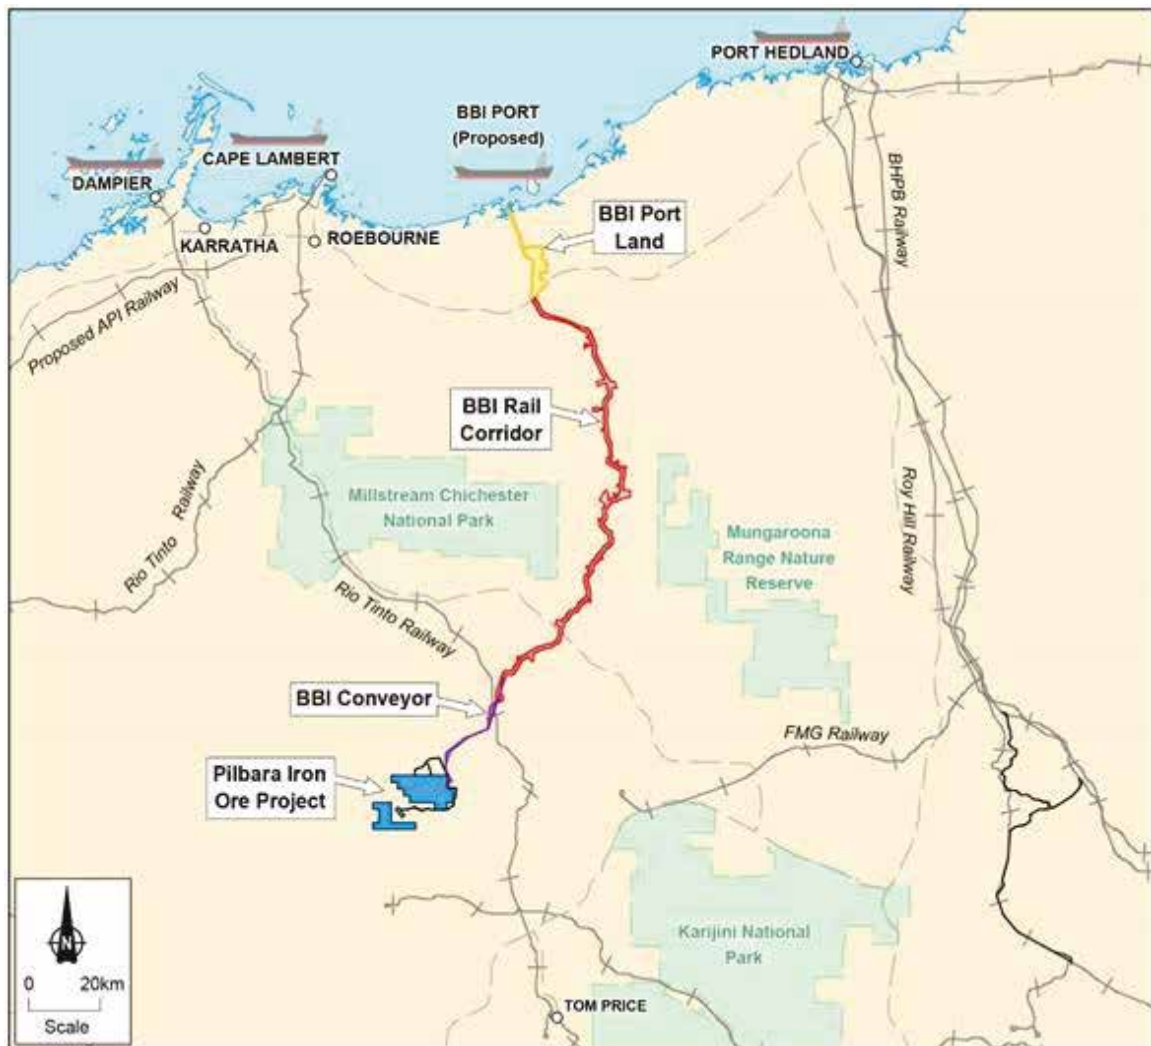 PORT HEDLAND
BBI PORT
(Proposed)
CAPE LAMBERT
DAMPIER
BBI Port
Land
KARRATHA
ROEBOURNE
BHPB Railway
Proposed API Railway
BBI Rail
Corridor
Millstream Chichester
National Park
Rio Tinto Railway
Roy Hill Railway
Mungaroona
Range Nature
Reserve
Rio Tinto Railway
BBI Conveyor
FMG Railway
Pilbara Iron
Ore Project
Karijini National
Park
N
0 20km
Scale
TOM PRICE